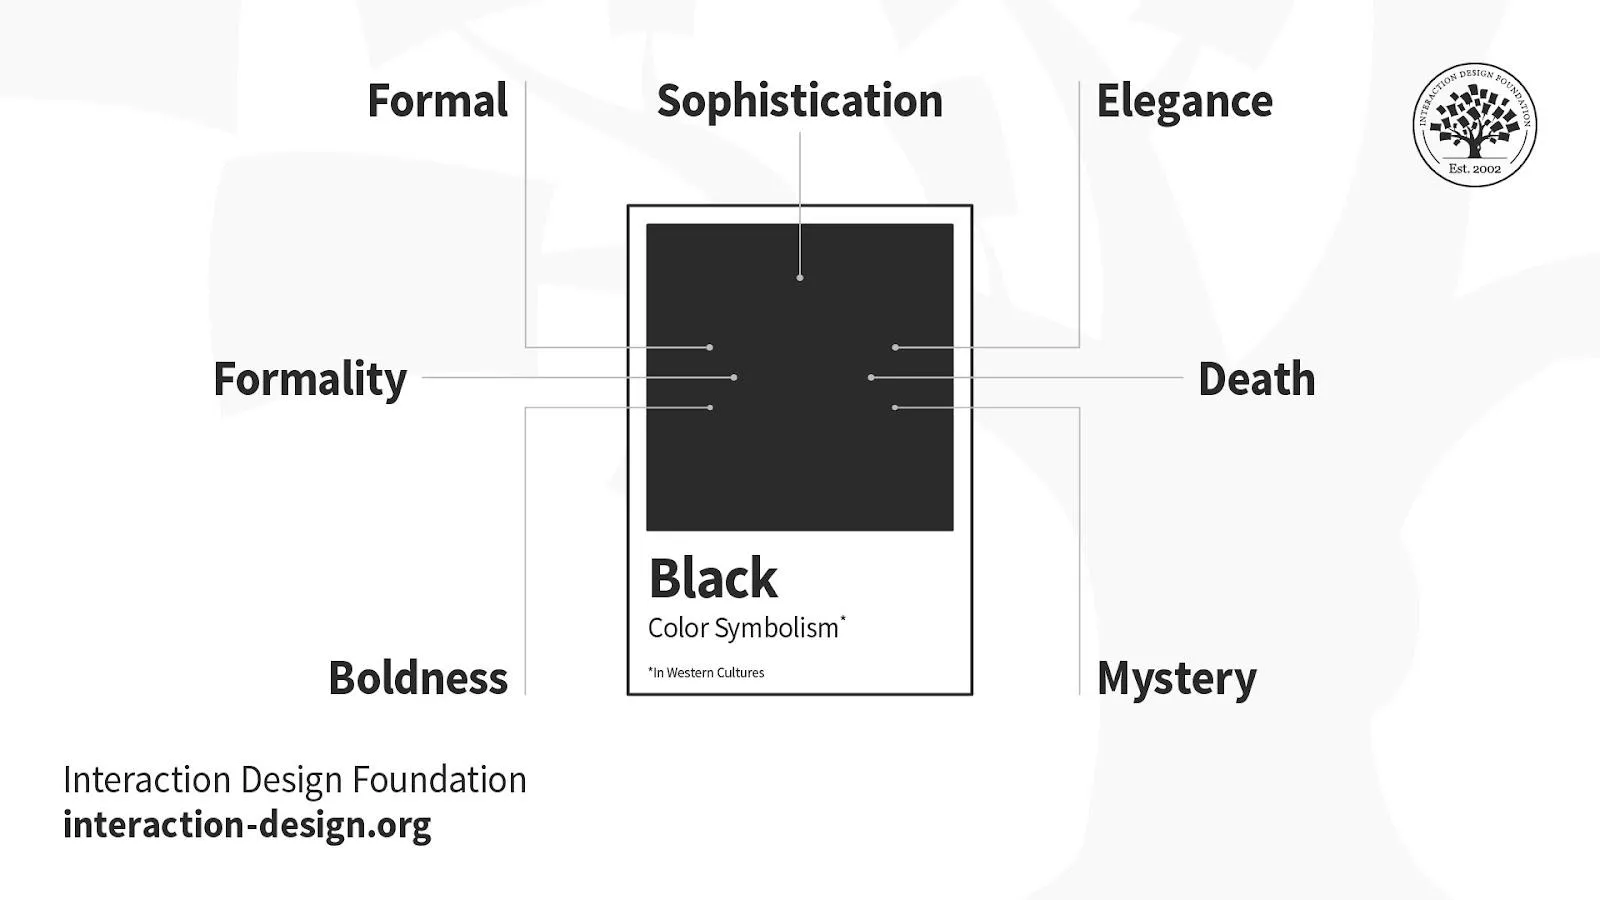 Formal
Sophistication
Elegance
INTERACTION DESIGN FOUNDATION
Est. 2002
Formality
Death
Black
Color Symbolism*
*In Western Cultures
Boldness
Mystery
Interaction Design Foundation
interaction-design.org